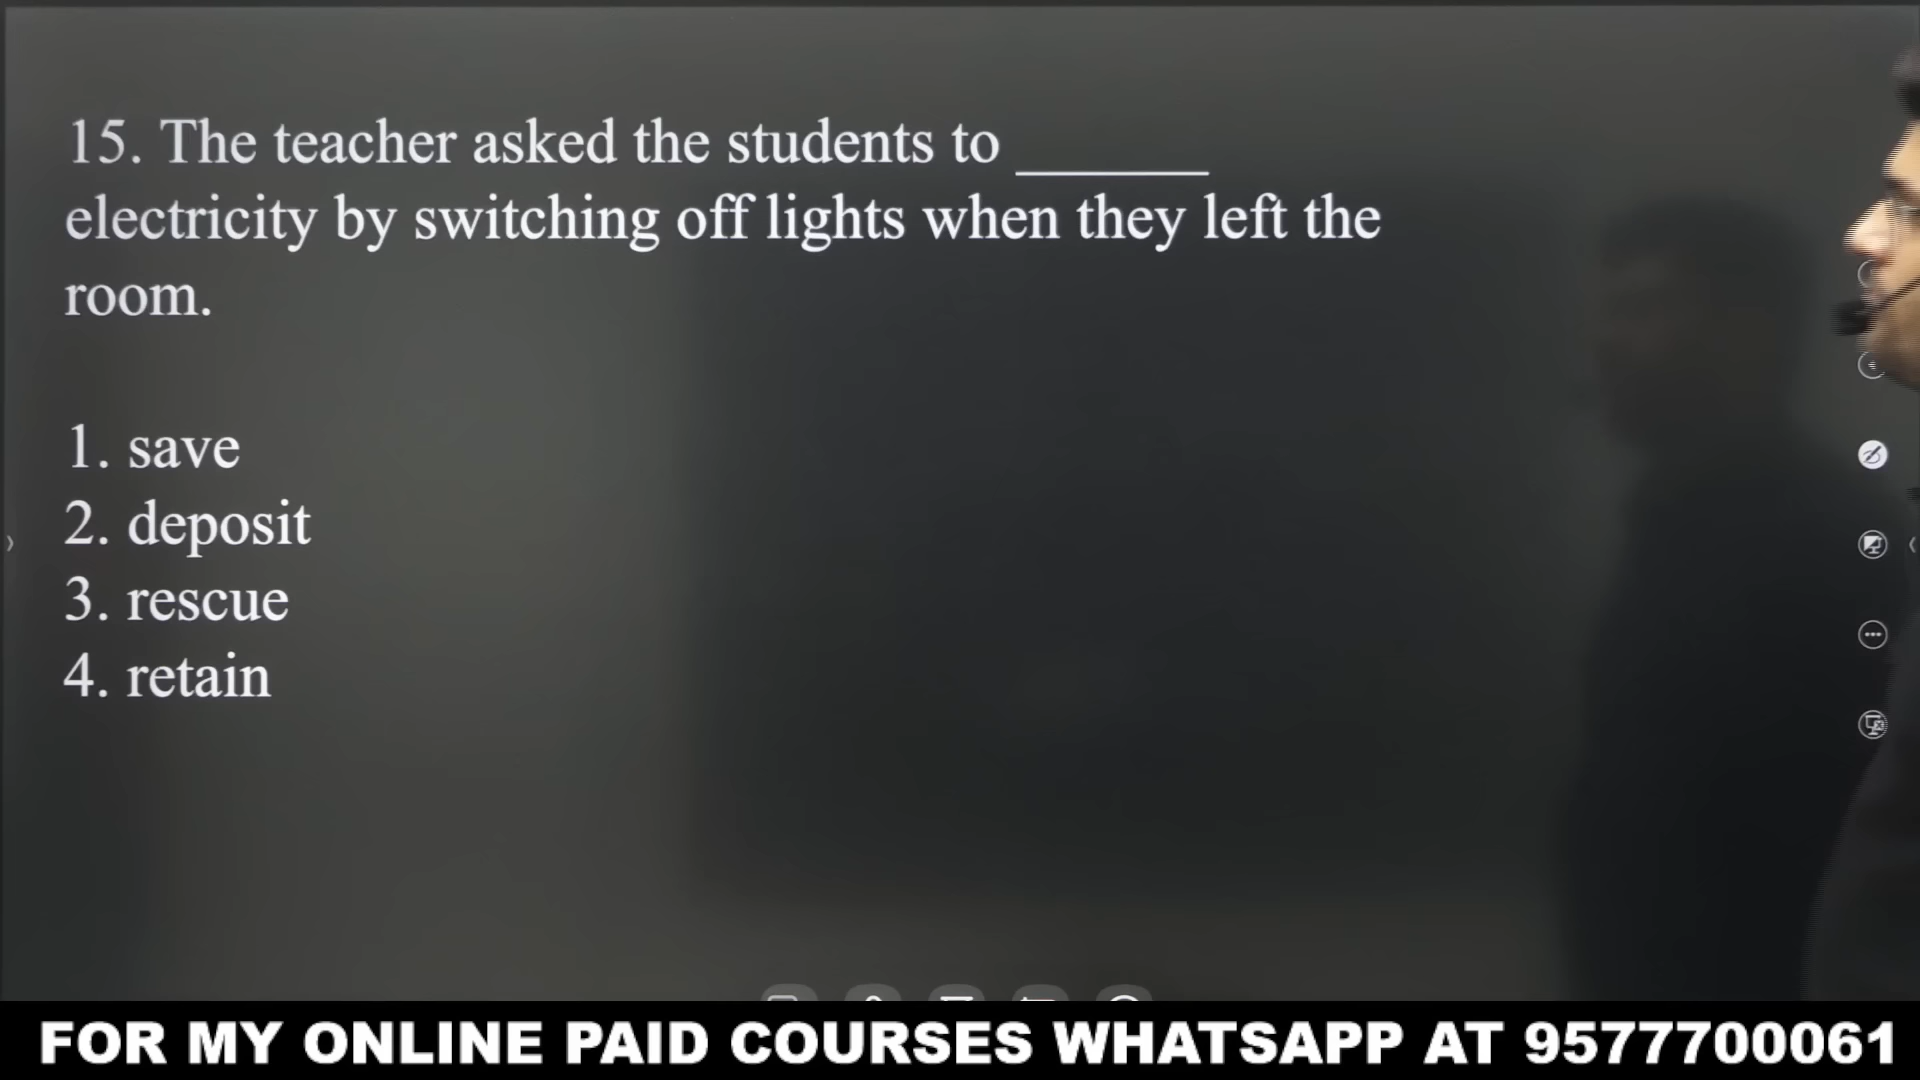 15. The teacher asked the students to ______
electricity by switching off lights when they left the
room.
1. save
2. deposit
3. rescue
4. retain
FOR MY ONLINE PAID COURSES WHATSAPP AT 9577700061